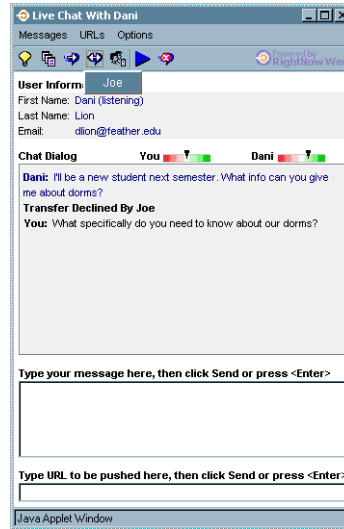 Live Chat With Dani
Messages URLs Options
Powered by
RightNow We
User Inform
Joe
First Name: Dani (listening)
Last Name: Lion
Email: dlion@feather.edu
Chat Dialog You Dani
Dani: I'll be a new student next semester. What info can you give
me about dorms?
Transfer Declined By Joe
You: What specifically do you need to know about our dorms?
Type your message here, then click Send or press <Enter>
Type URL to be pushed here, then click Send or press <Enter>
Java Applet Window